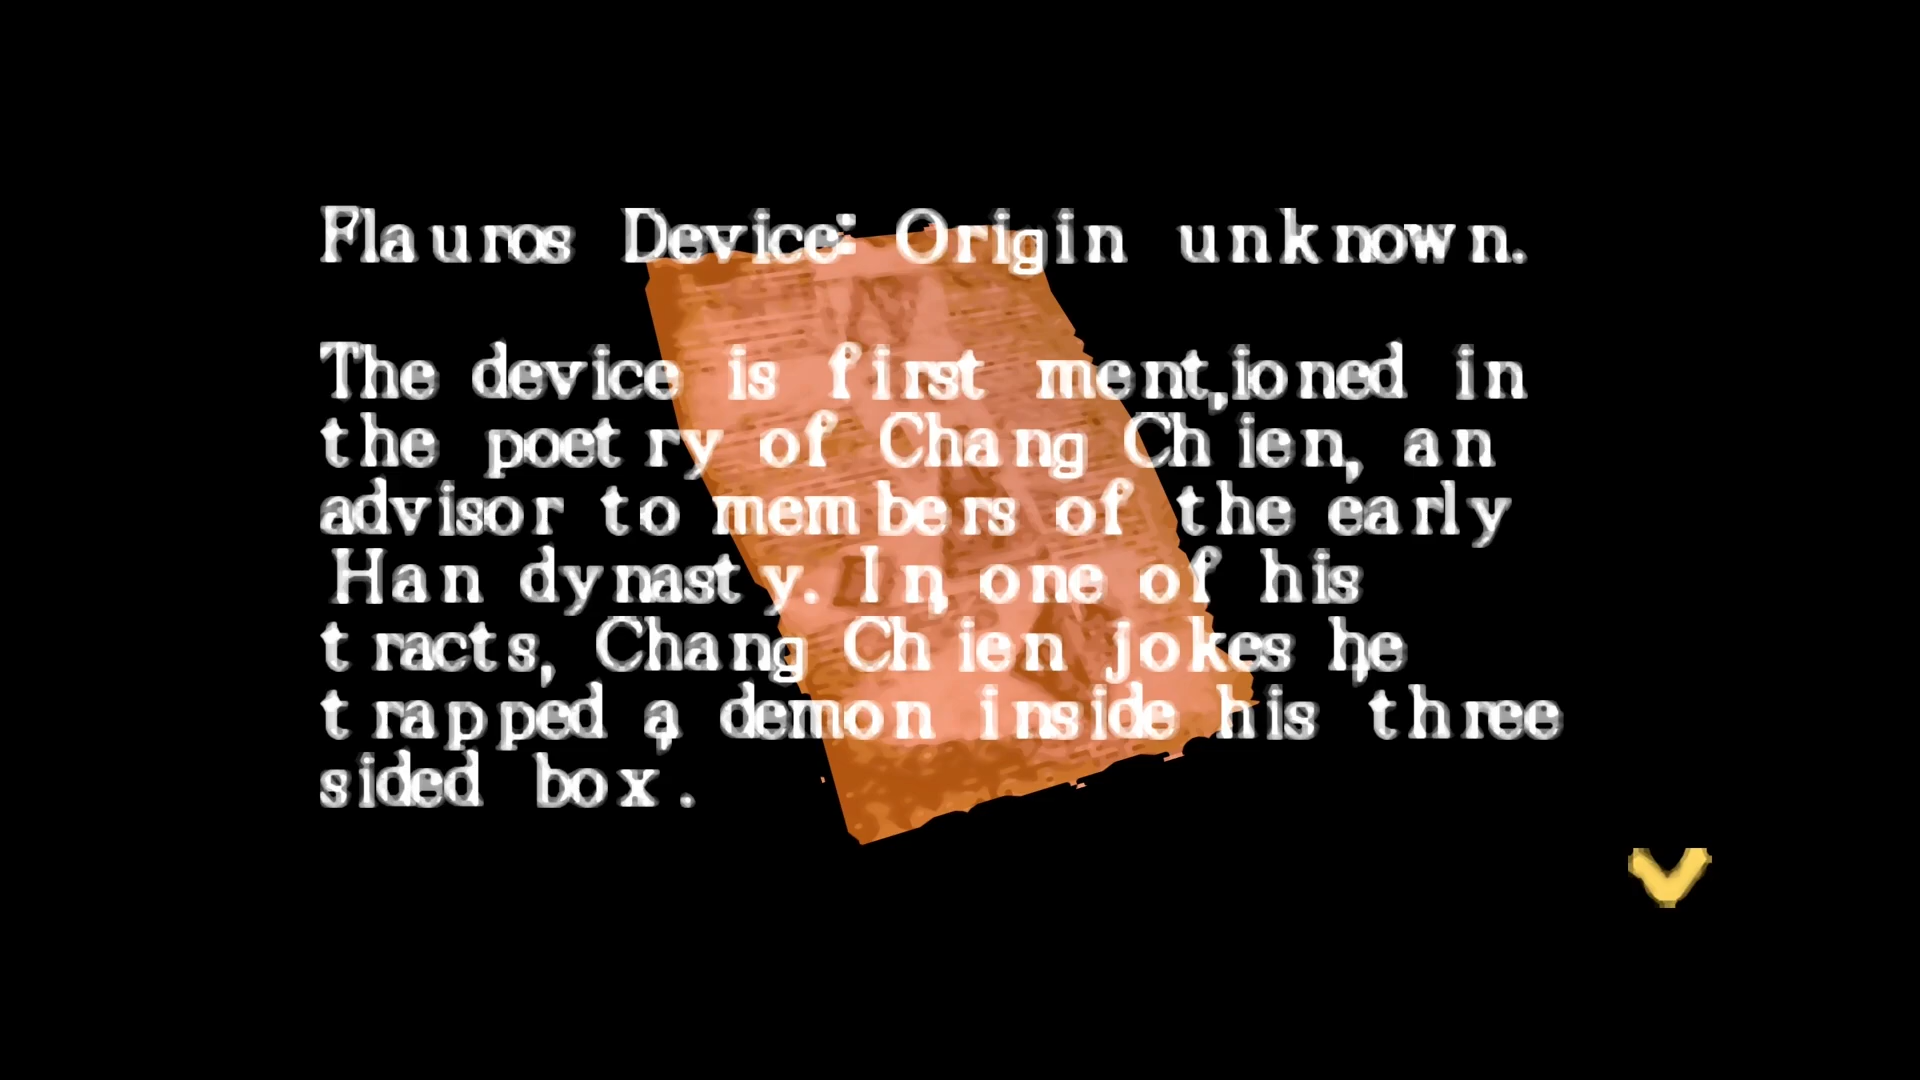 Flauros Device: Origin unknown.
The device is first mentioned in
the poetry of Chang Chien, an
advisor to members of the early
Han dynasty. In one of his
tracts, Chang Chien jokes he
trapped a demon inside his three
sided box.